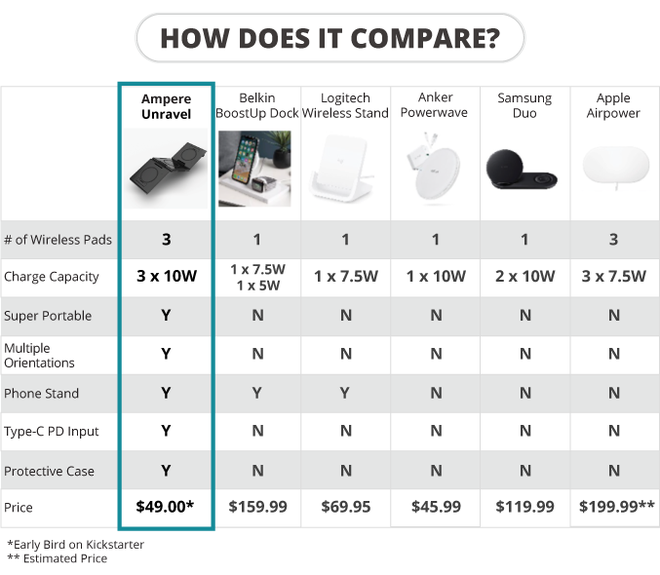 HOW DOES IT COMPARE?
Ampere Unravel
Belkin BoostUp Dock
Logitech Wireless Stand
Anker Powerwave
Samsung Duo
Apple Airpower
# of Wireless Pads 3 1 1 1 1 3
Charge Capacity 3 x 10W 1 x 7.5W 1 x 5W 1 x 7.5W 1 x 10W 2 x 10W 3 x 7.5W
Super Portable Y N N N N N
Multiple Orientations Y N N N N N
Phone Stand Y Y Y N N N
Type-C PD Input Y N N N N N
Protective Case Y N N N N N
Price $49.00* $159.99 $69.95 $45.99 $119.99 $199.99**
*Early Bird on Kickstarter
** Estimated Price